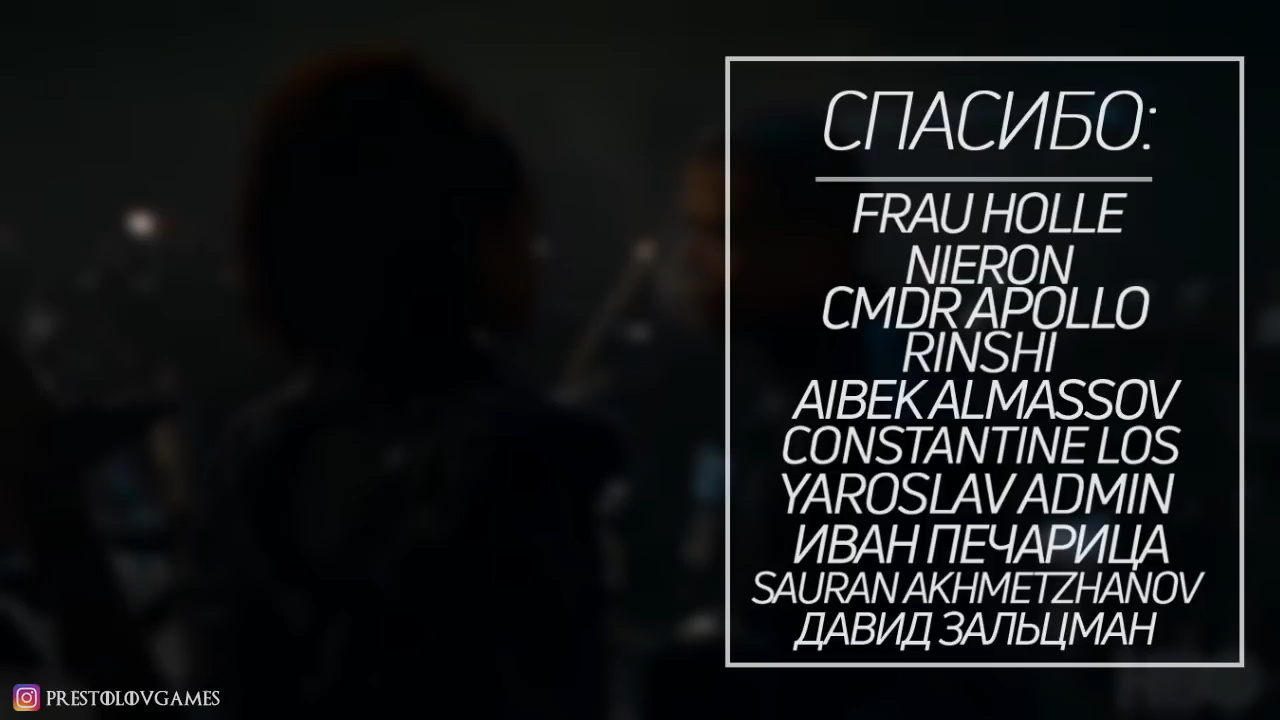 СПАСИБО:
FRAU HOLLE
NIERON
CMDR APOLLO
RINSHI
AIBEK ALMASSOV
CONSTANTINE LOS
YAROSLAV ADMIN
ИВАН ПЕЧАРИЦА
SAURAN AKHMETZHANOV
ДАВИД ЗАЛЬЦМАН
PRESTOLOVGAMES